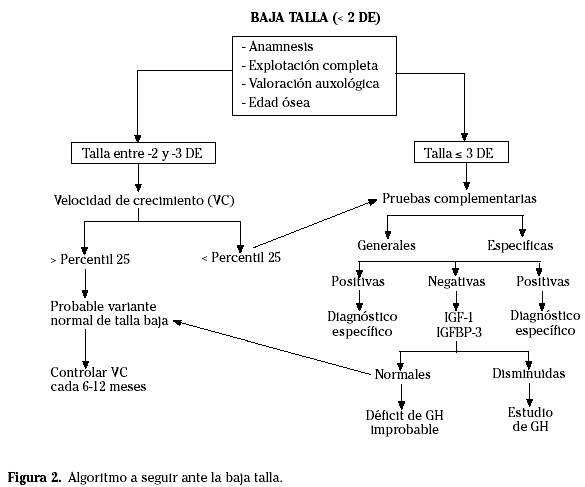 BAJA TALLA (< 2 DE)
- Anamnesis
- Explotación completa
- Valoración auxológica
- Edad ósea
Talla entre -2 y -3 DE
Talla ≤ 3 DE
Velocidad de crecimiento (VC)
Pruebas complementarias
> Percentil 25
< Percentil 25
Generales
Específicas
Positivas
Negativas
Positivas
Probable variante
normal de talla baja
Diagnóstico
específico
IGF-1
IGFBP-3
Diagnóstico
específico
Controlar VC
cada 6-12 meses
Normales
Disminuidas
Déficit de GH
improbable
Estudio
de GH
Figura 2. Algoritmo a seguir ante la baja talla.